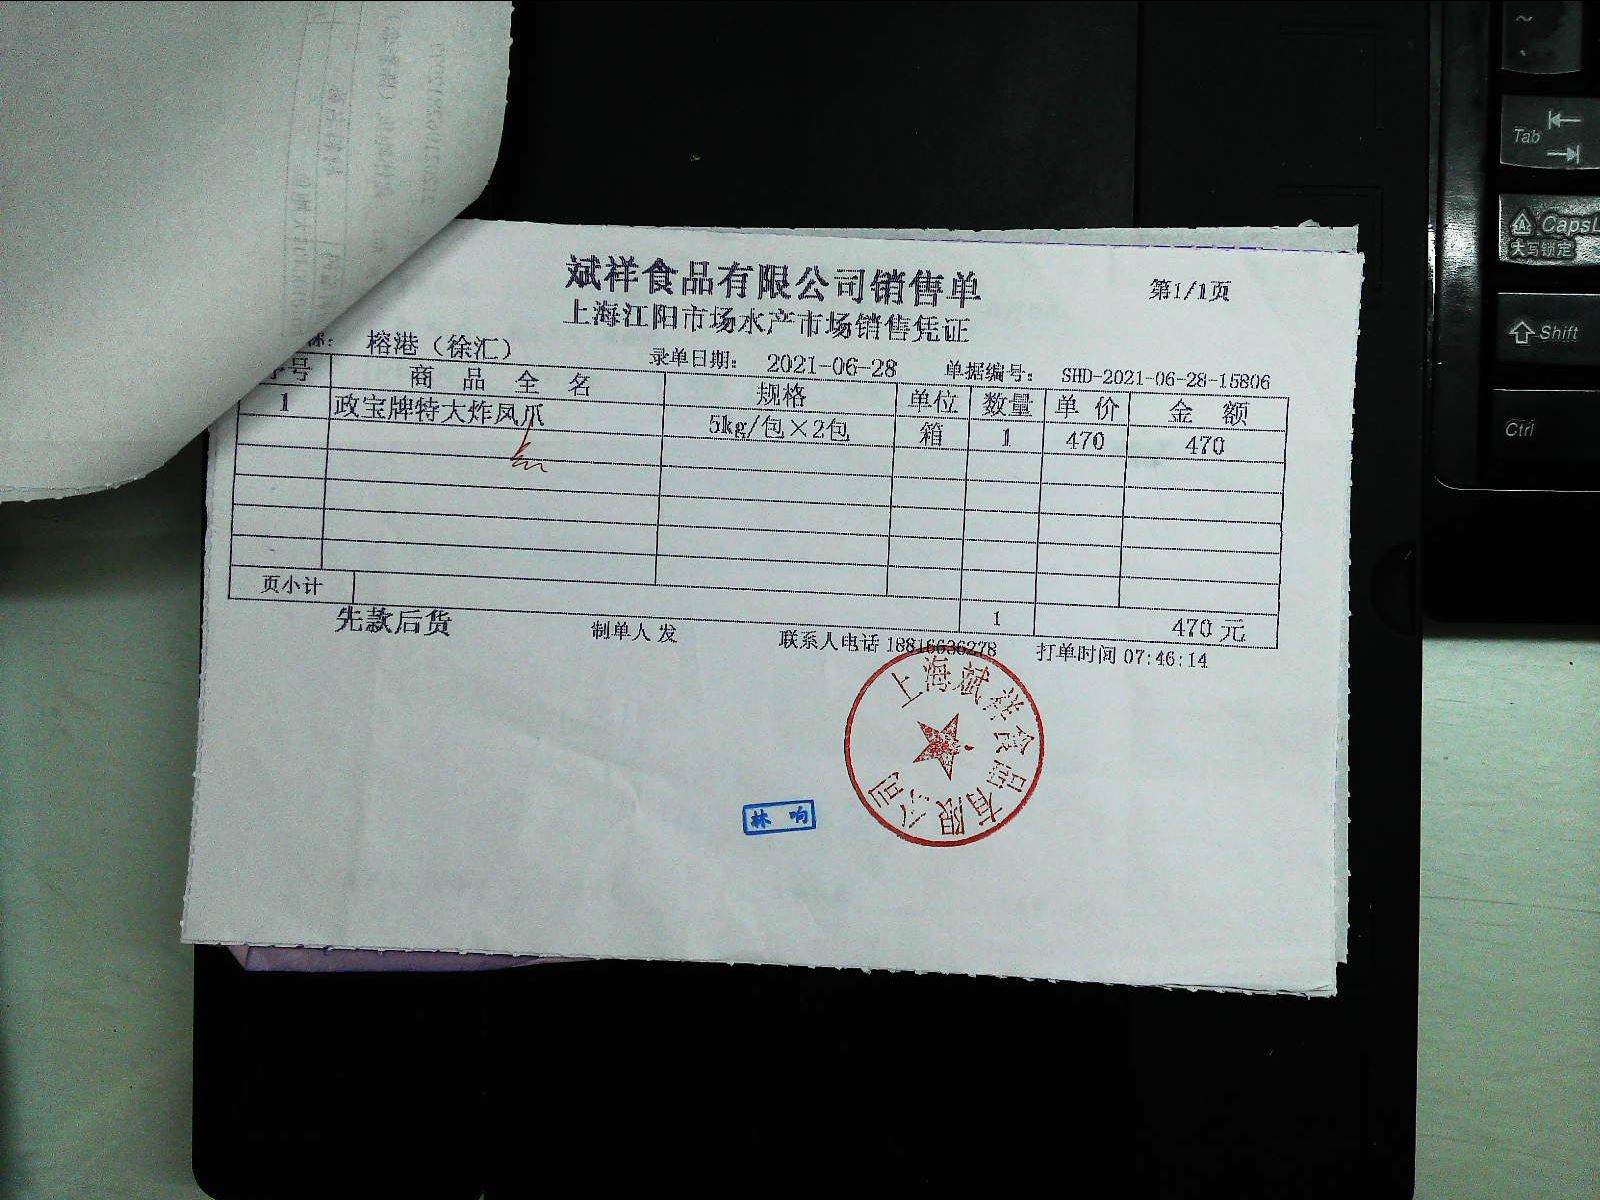 斌祥食品有限公司销售单
第1/1页
上海江阳市场水产市场销售凭证
榕港（徐汇） 录单日期： 2021-06-28 单据编号： SHD-2021-06-28-15806
号 商品全名 规格 单位 数量 单价 金额
1 政宝牌特大炸凤爪 5kg/包×2包 箱 1 470 470
页小计 1 470 元
先款后货 制单人 发 联系人电话 18816636278 打单时间 07:46:14
上海斌祥食品有限公司
林 响
~
Tab
CapsL
大写锁定
Shift
Ctrl